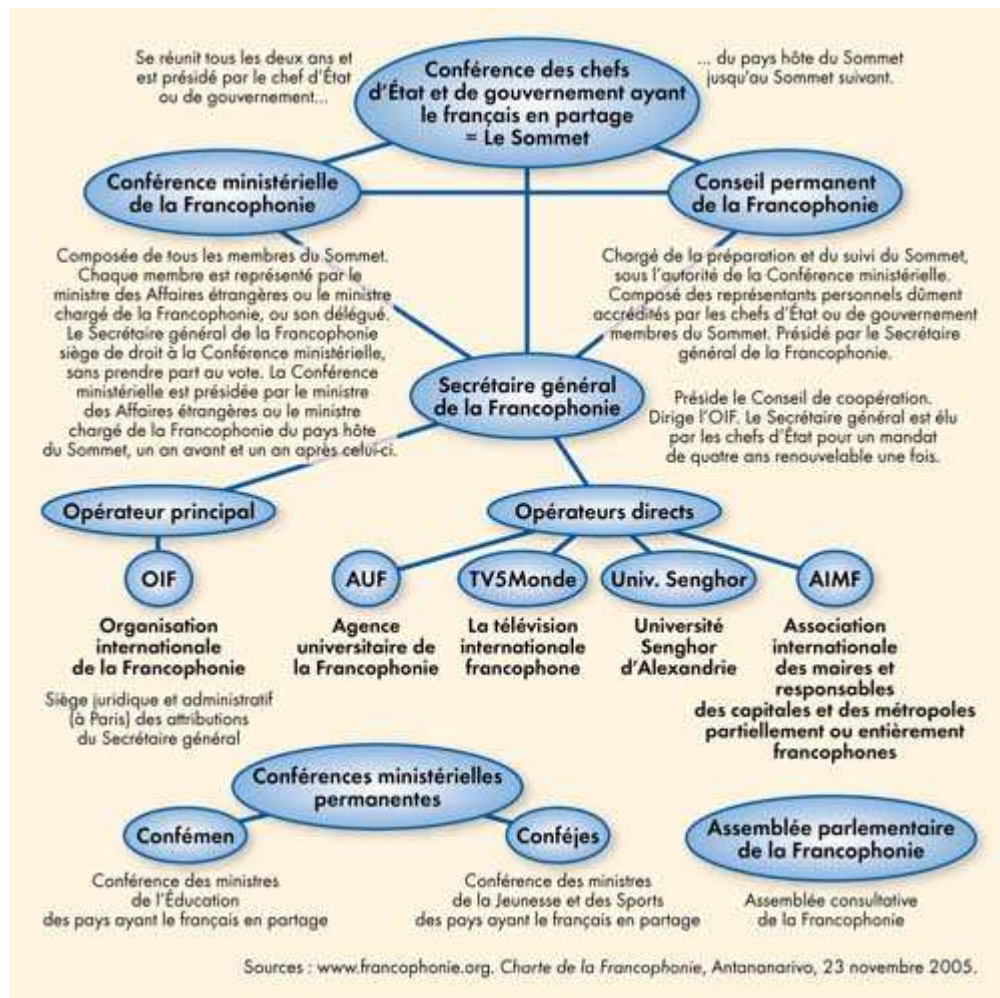 Se réunit tous les deux ans et
est présidé par le chef d'État
ou de gouvernement...
Conférence des chefs
d'État et de gouvernement ayant
le français en partage
= Le Sommet
... du pays hôte du Sommet
jusqu'au Sommet suivant.
Conférence ministérielle
de la Francophonie
Conseil permanent
de la Francophonie
Composée de tous les membres du Sommet.
Chaque membre est représenté par le
ministre des Affaires étrangères ou le ministre
chargé de la Francophonie, ou son délégué.
Le Secrétaire général de la Francophonie
siège de droit à la Conférence ministérielle,
sans prendre part au vote. La Conférence
ministérielle est présidée par le ministre
des Affaires étrangères ou le ministre
chargé de la Francophonie du pays hôte
du Sommet, un an avant et un an après celui-ci.
Chargé de la préparation et du suivi du Sommet,
sous l'autorité de la Conférence ministérielle.
Composé des représentants personnels dûment
accrédités par les chefs d'État ou de gouvernement
membres du Sommet. Présidé par le Secrétaire
général de la Francophonie.
Secrétaire général
de la Francophonie
Préside le Conseil de coopération.
Dirige l'OIF. Le Secrétaire général est élu
par les chefs d'État pour un mandat
de quatre ans renouvelable une fois.
Opérateur principal
Opérateurs directs
OIF
Organisation
internationale
de la Francophonie
Siège juridique et administratif
(à Paris) des attributions
du Secrétaire général
AUF
Agence
universitaire de
la Francophonie
TV5Monde
La télévision
internationale
francophone
Univ. Senghor
Université
Senghor
d'Alexandrie
AIMF
Association
internationale
des maires et
responsables
des capitales et des métropoles
partiellement ou entièrement
francophones
Conférences ministérielles
permanentes
Confémen
Conférence des ministres
de l'Éducation
des pays ayant le français en partage
Conféjes
Conférence des ministres
de la Jeunesse et des Sports
des pays ayant le français en partage
Assemblée parlementaire
de la Francophonie
Assemblée consultative
de la Francophonie
Sources : www.francophonie.org. Charte de la Francophonie, Antananarivo, 23 novembre 2005.